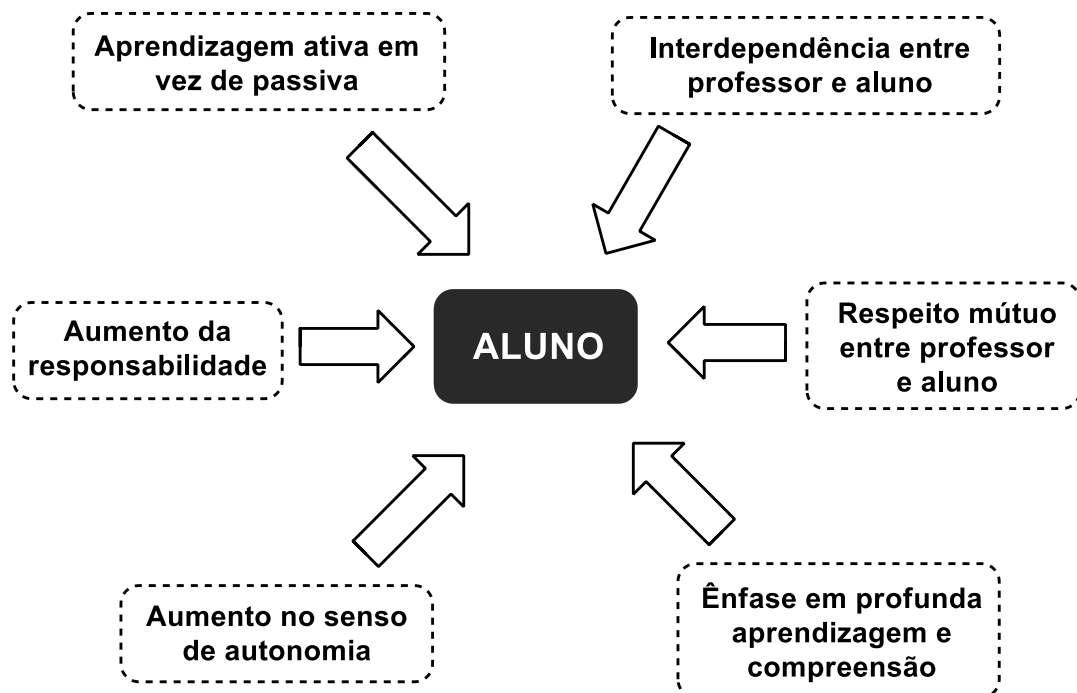 Aprendizagem ativa em
vez de passiva
Interdependência entre
professor e aluno
Aumento da
responsabilidade
ALUNO
Respeito mútuo
entre professor
e aluno
Aumento no senso
de autonomia
Ênfase em profunda
aprendizagem e
compreensão